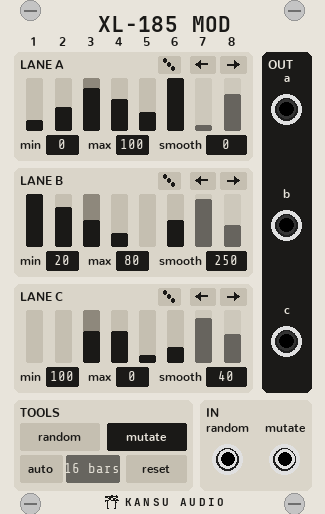 XL-185 MOD
1 2 3 4 5 6 7 8
LANE A
min 0 max 100 smooth 0
LANE B
min 20 max 80 smooth 250
LANE C
min 100 max 0 smooth 40
OUT
a
b
c
TOOLS
random mutate
auto 16 bars reset
IN
random mutate
KANSU AUDIO